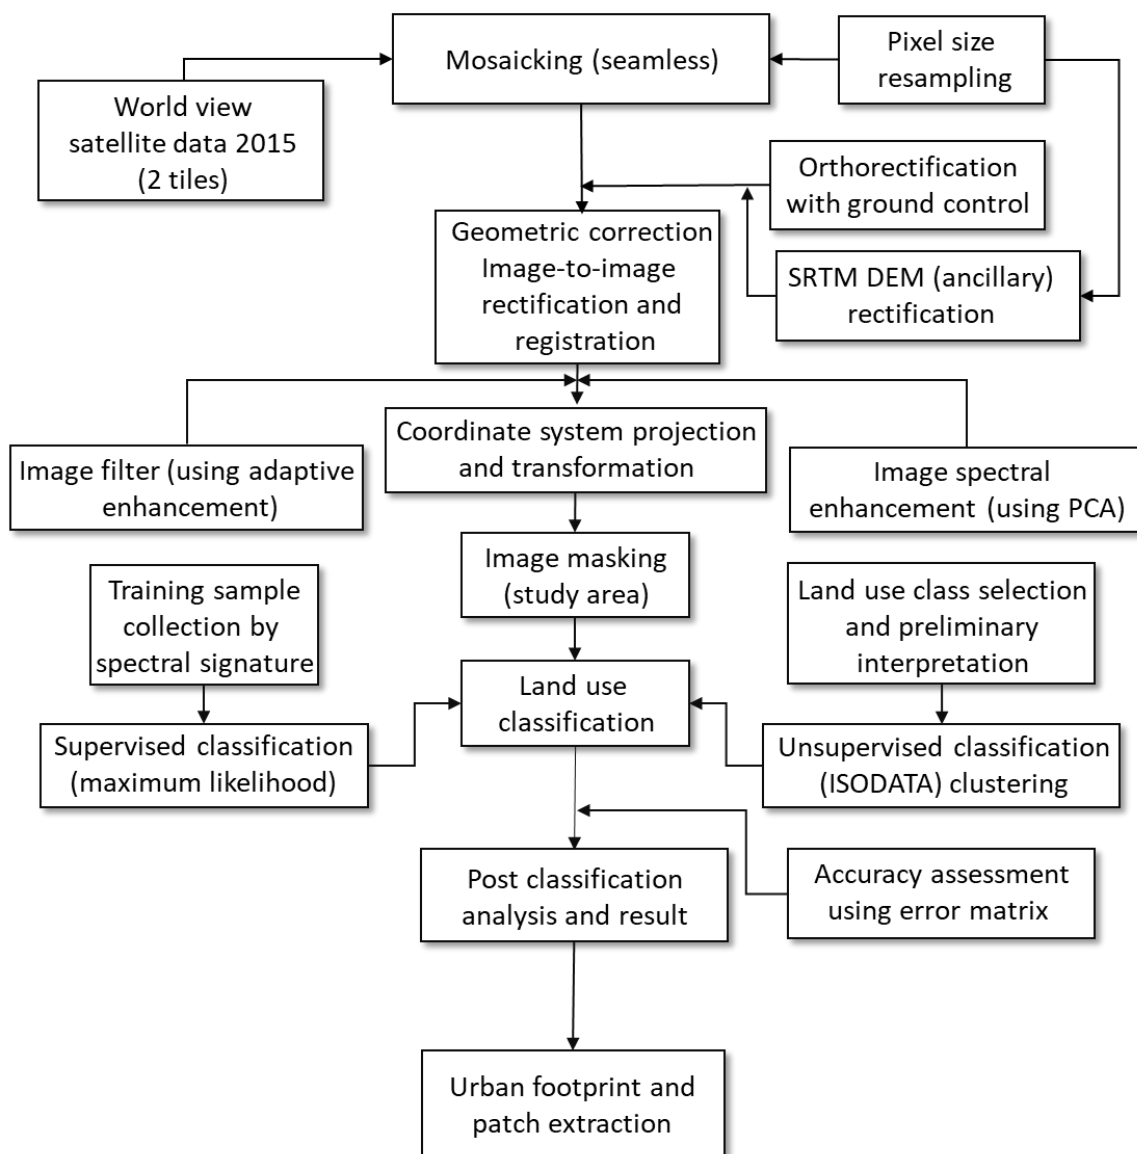 Mosaicking (seamless)
Pixel size
resampling
World view
satellite data 2015
(2 tiles)
Orthorectification
with ground control
Geometric correction
Image-to-image
rectification and
registration
SRTM DEM (ancillary)
rectification
Coordinate system projection
and transformation
Image filter (using adaptive
enhancement)
Image spectral
enhancement (using PCA)
Image masking
(study area)
Training sample
collection by
spectral signature
Land use class selection
and preliminary
interpretation
Land use
classification
Supervised classification
(maximum likelihood)
Unsupervised classification
(ISODATA) clustering
Post classification
analysis and result
Accuracy assessment
using error matrix
Urban footprint and
patch extraction